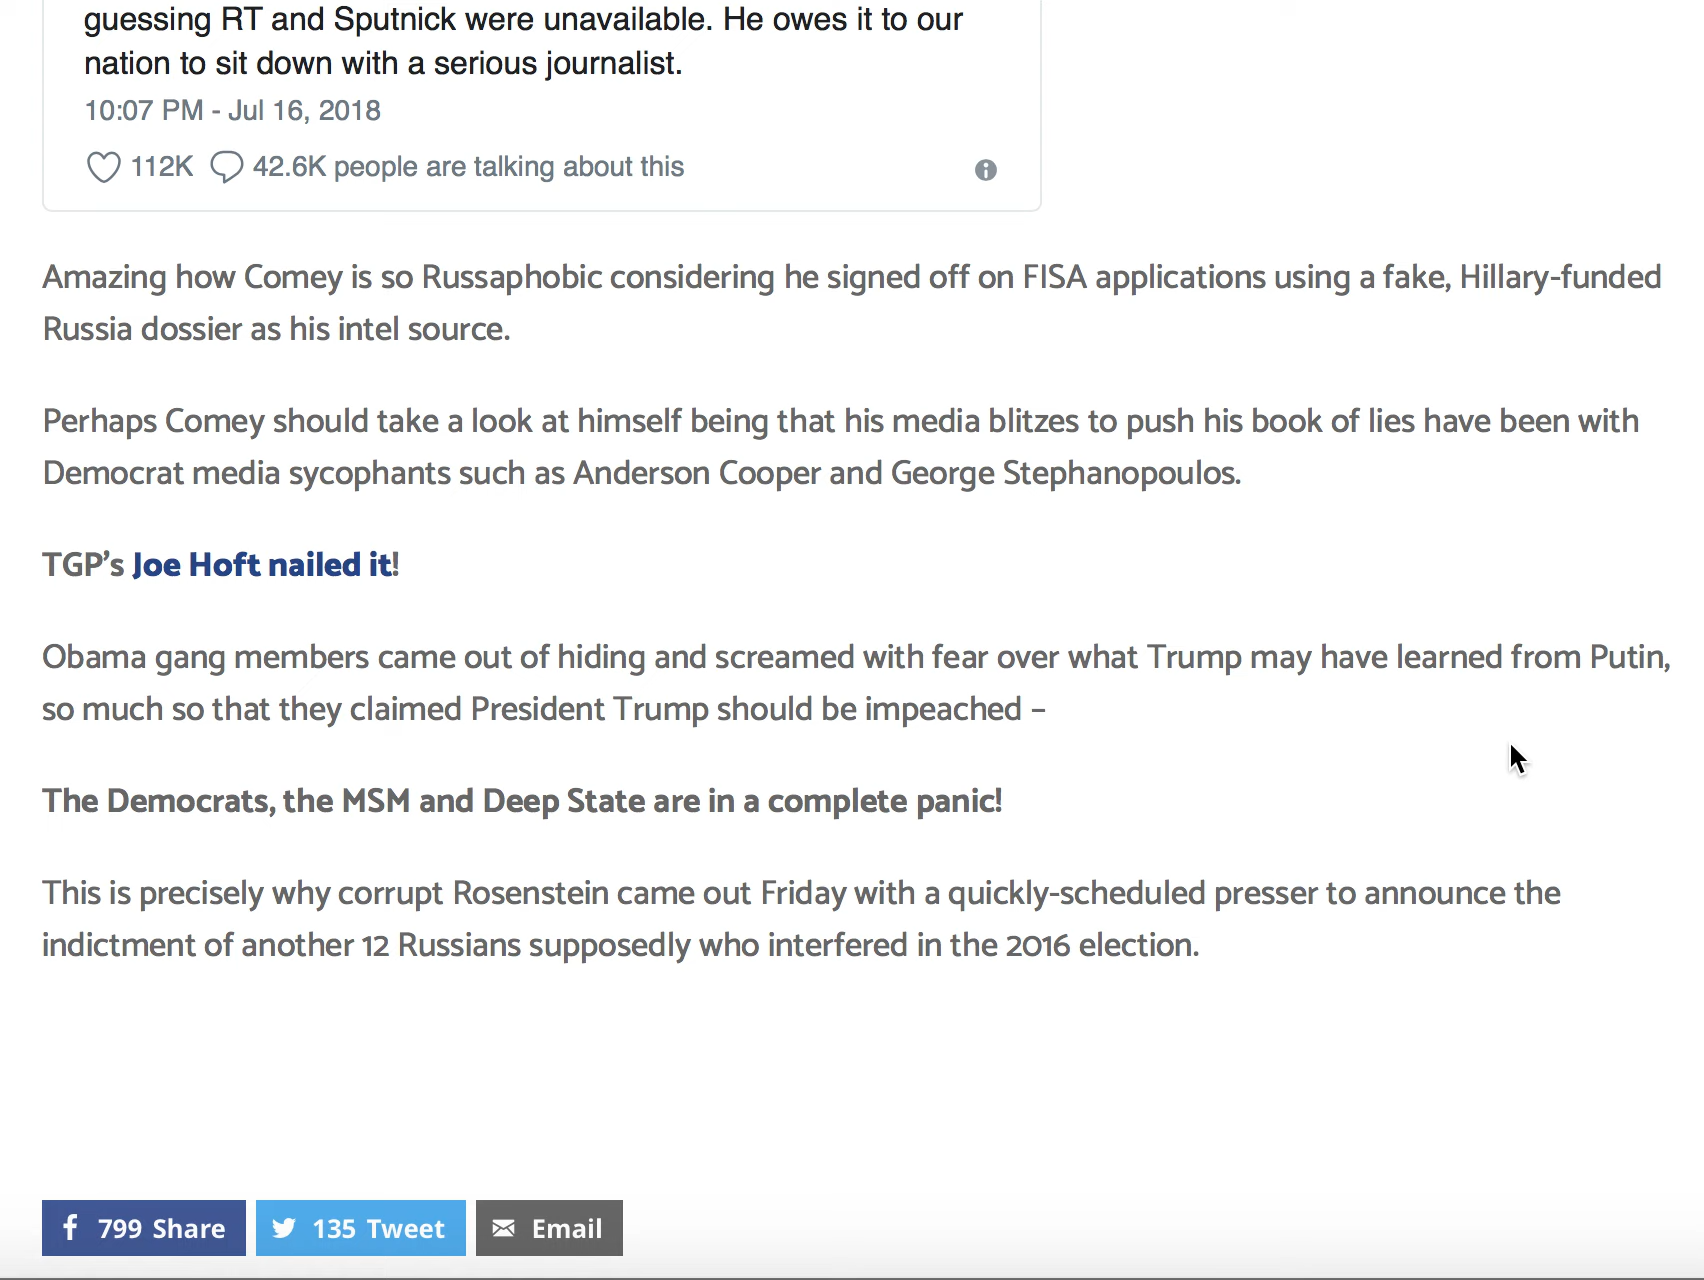 guessing RT and Sputnick were unavailable. He owes it to our
nation to sit down with a serious journalist.
10:07 PM - Jul 16, 2018
112K 42.6K people are talking about this
Amazing how Comey is so Russaphobic considering he signed off on FISA applications using a fake, Hillary-funded
Russia dossier as his intel source.
Perhaps Comey should take a look at himself being that his media blitzes to push his book of lies have been with
Democrat media sycophants such as Anderson Cooper and George Stephanopoulos.
TGP’s Joe Hoft nailed it!
Obama gang members came out of hiding and screamed with fear over what Trump may have learned from Putin,
so much so that they claimed President Trump should be impeached –
The Democrats, the MSM and Deep State are in a complete panic!
This is precisely why corrupt Rosenstein came out Friday with a quickly-scheduled presser to announce the
indictment of another 12 Russians supposedly who interfered in the 2016 election.
799 Share 135 Tweet Email